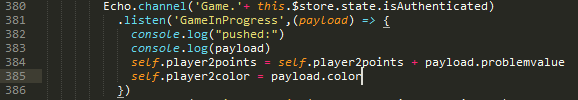 380 Echo.channel('Game.'+ this.$store.state.isAuthenticated)
381 .listen('GameInProgress',(payload) => {
382 console.log("pushed:")
383 console.log(payload)
384 self.player2points = self.player2points + payload.problemvalue
385 self.player2color = payload.color
386 })